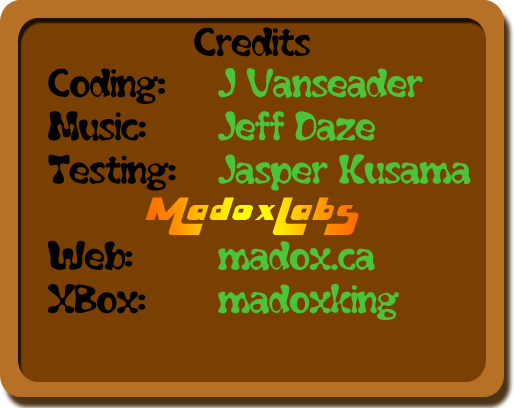 Credits
Coding: J Vanseader
Music: Jeff Daze
Testing: Jasper Kusama
MadoxLabs
Web: madox.ca
XBox: madoxking